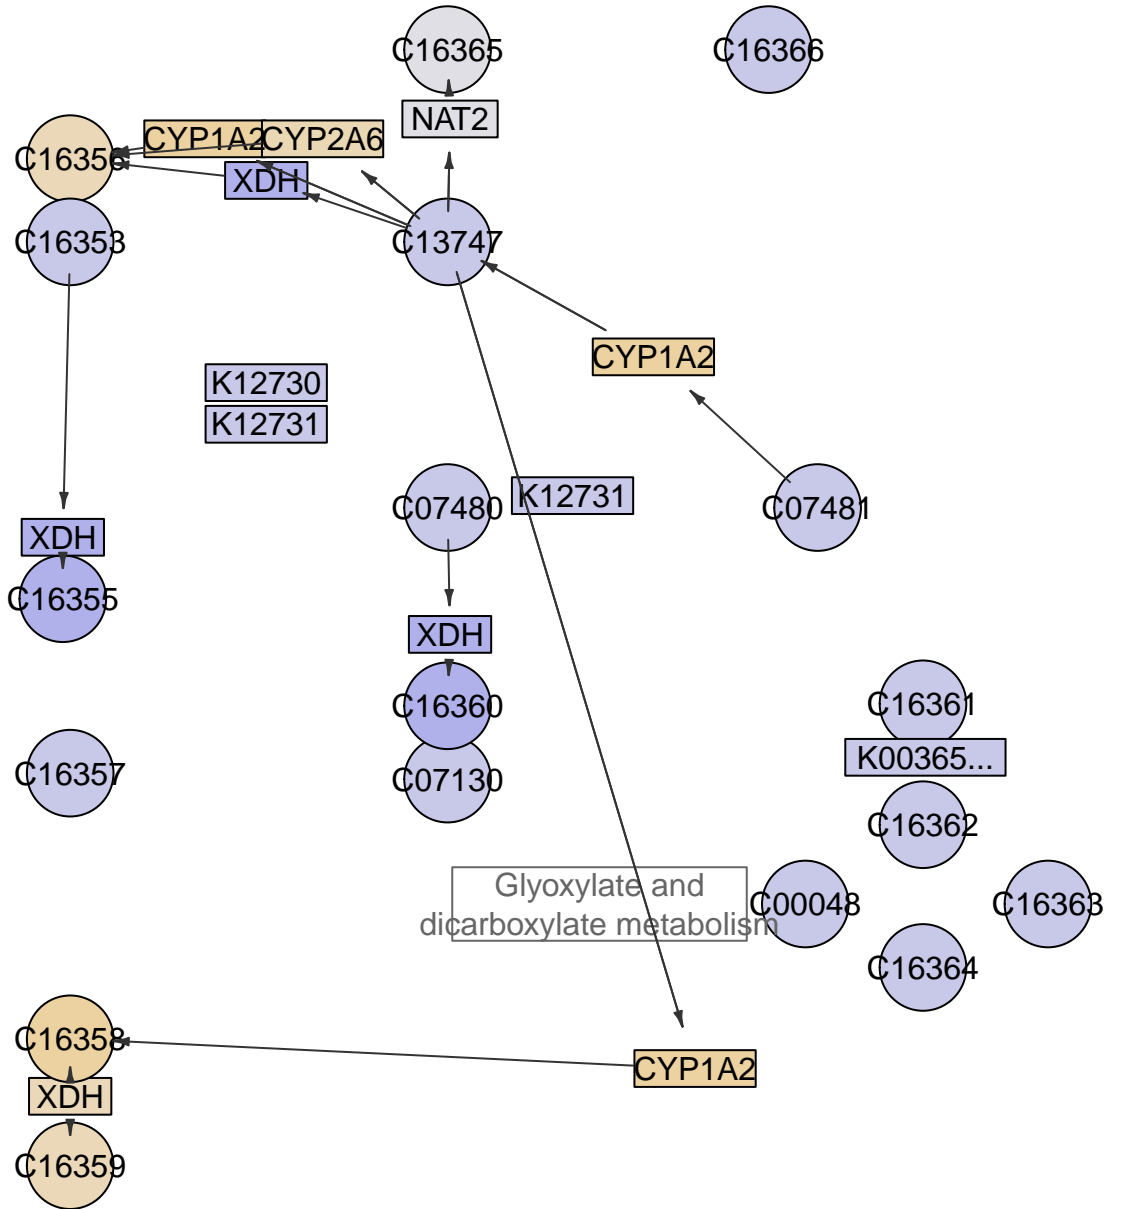 C16365
C16366
NAT2
CYP1A2
CYP2A6
C16356
XDH
C16353
C13747
CYP1A2
K12730
K12731
C07480
K12731
C07481
XDH
C16355
XDH
C16360
C16361
K00365...
C16357
C07130
C16362
Glyoxylate and
dicarboxylate metabolism
C00048
C16363
C16364
C16358
CYP1A2
XDH
C16359